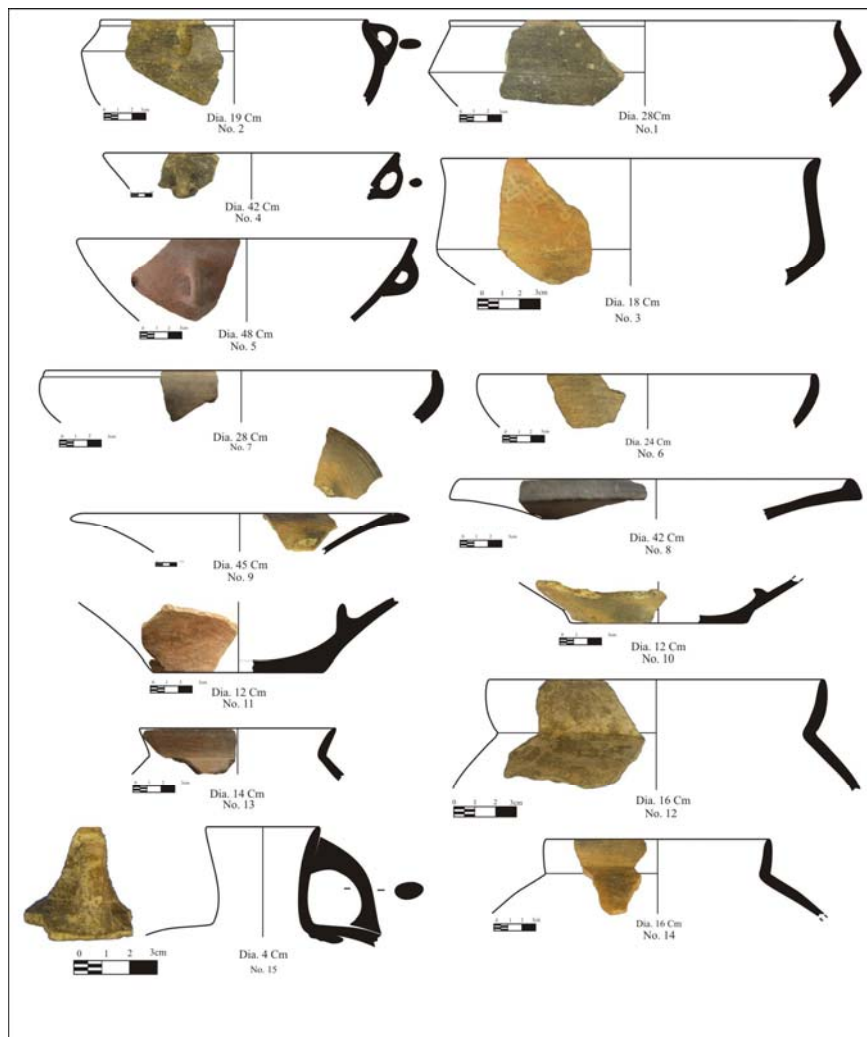 Dia. 19 Cm
No. 2
Dia. 28Cm
No.1
Dia. 42 Cm
No. 4
0 1 2 3cm
Dia. 18 Cm
No. 3
Dia. 48 Cm
No. 5
Dia. 28 Cm
No. 7
Dia. 24 Cm
No. 6
Dia. 45 Cm
No. 9
Dia. 42 Cm
No. 8
Dia. 12 Cm
No. 11
Dia. 12 Cm
No. 10
Dia. 14 Cm
No. 13
0 1 2 3cm
Dia. 16 Cm
No. 12
0 1 2 3cm
Dia. 4 Cm
No. 15
Dia. 16 Cm
No. 14